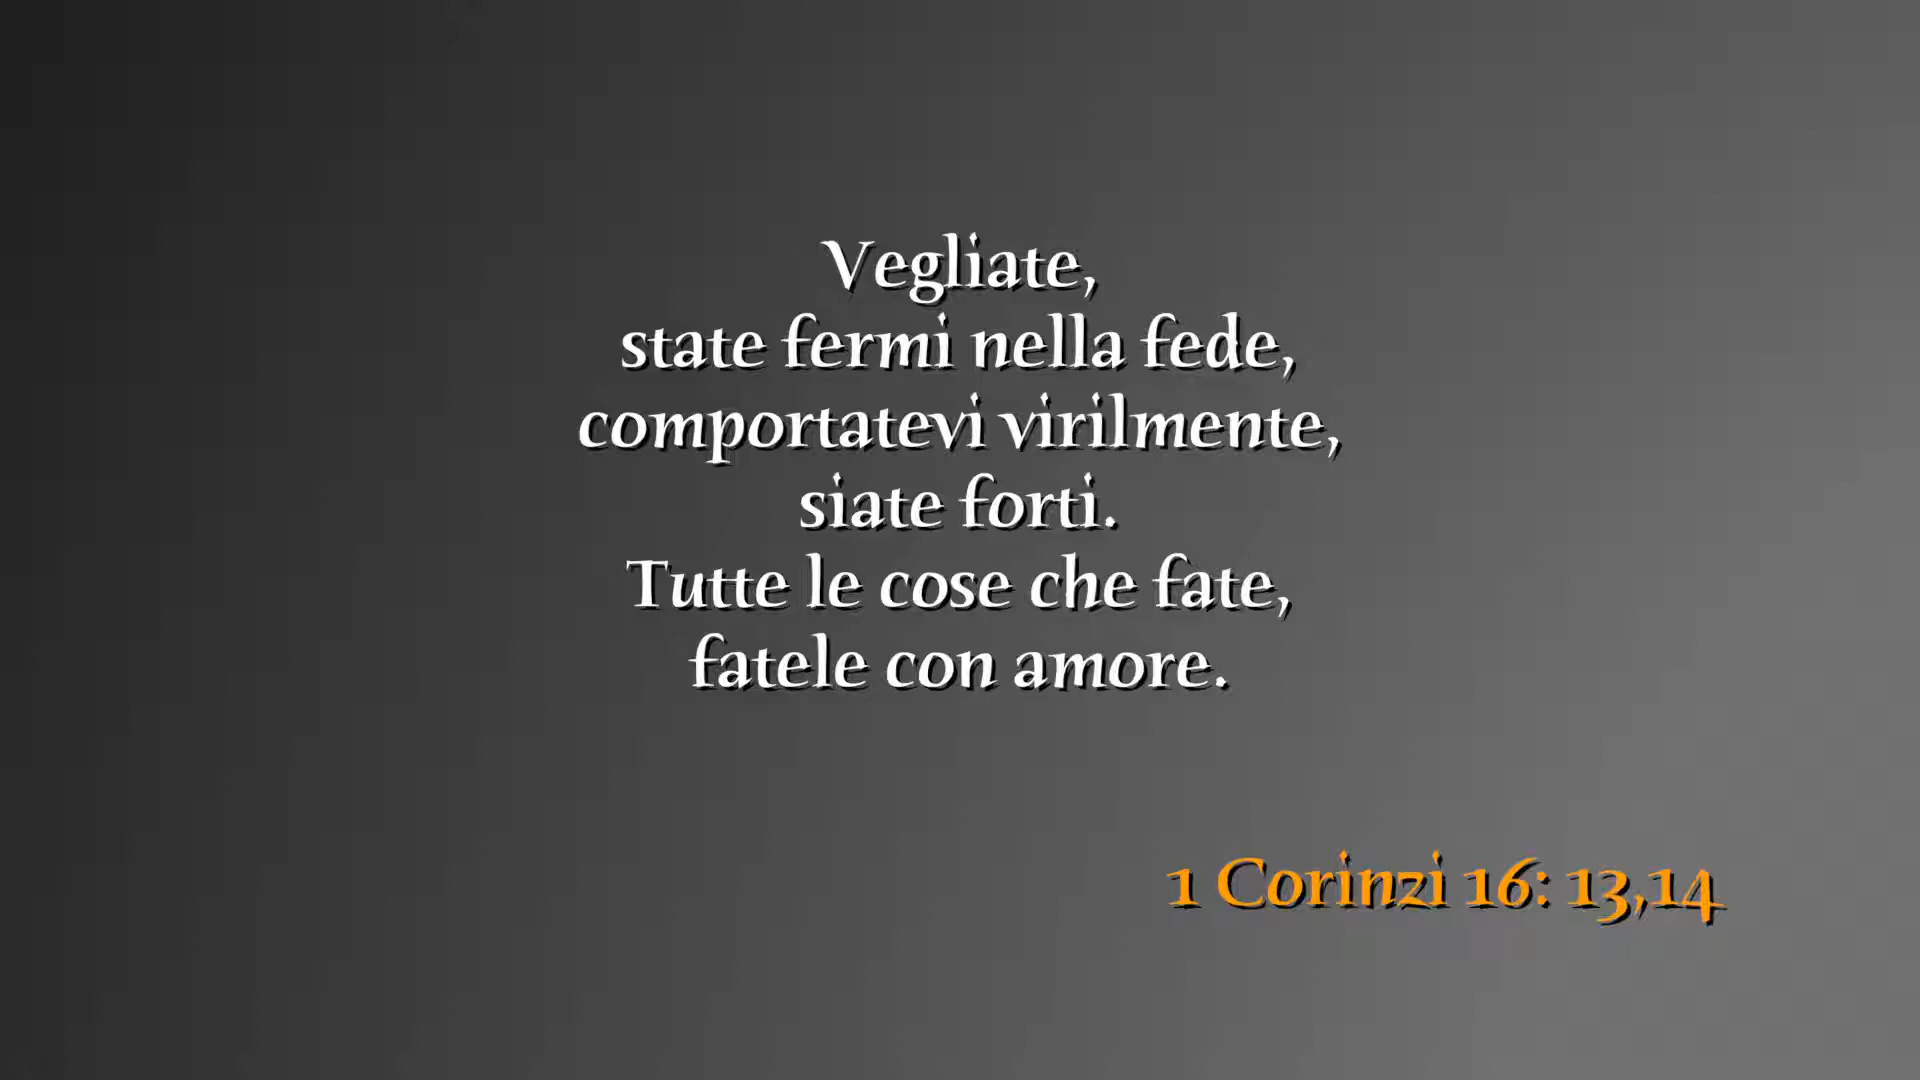 Vegliate,
state fermi nella fede,
comportatevi virilmente,
siate forti.
Tutte le cose che fate,
fatele con amore.
1 Corinzi 16: 13,14